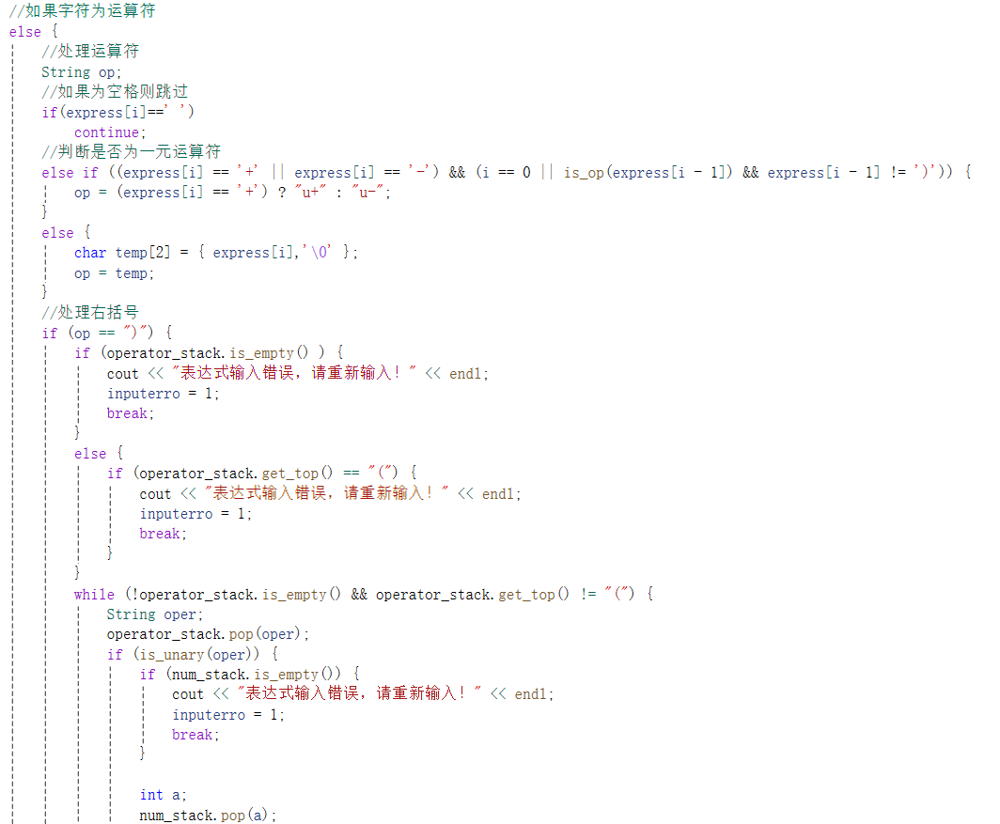 //如果字符为运算符
else {
//处理运算符
String op;
//如果为空格则跳过
if(express[i]==' ')
continue;
//判断是否为一元运算符
else if ((express[i] == '+' || express[i] == '-') && (i == 0 || is_op(express[i - 1]) && express[i - 1] != ')')) {
op = (express[i] == '+') ? "u+" : "u-";
}
else {
char temp[2] = { express[i],'\0' };
op = temp;
}
//处理右括号
if (op == ")") {
if (operator_stack.is_empty() ) {
cout << "表达式输入错误，请重新输入！" << endl;
inputerro = 1;
break;
}
else {
if (operator_stack.get_top() == "(") {
cout << "表达式输入错误，请重新输入！" << endl;
inputerro = 1;
break;
}
}
while (!operator_stack.is_empty() && operator_stack.get_top() != "(") {
String oper;
operator_stack.pop(oper);
if (is_unary(oper)) {
if (num_stack.is_empty()) {
cout << "表达式输入错误，请重新输入！" << endl;
inputerro = 1;
break;
}
int a;
num_stack.pop(a);